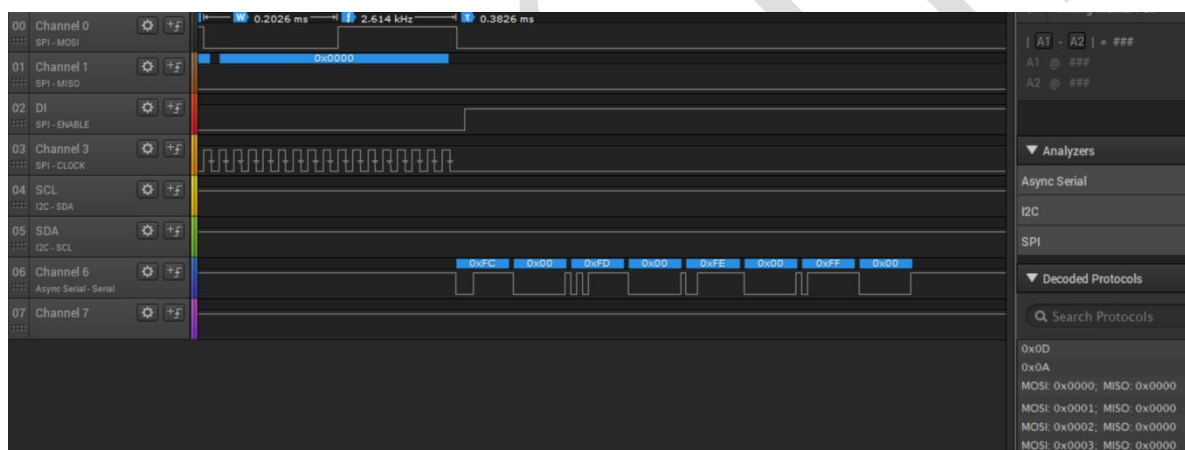 00 Channel 0
SPI - MOSI
W 0.2026 ms f 2.614 kHz T 0.3826 ms
01 Channel 1
SPI - MISO
0x0000
02 DI
SPI - ENABLE
03 Channel 3
SPI - CLOCK
04 SCL
I2C - SDA
05 SDA
I2C - SCL
06 Channel 6
Async Serial - Serial
0xFC 0x00 0xFD 0x00 0xFE 0x00 0xFF 0x00
07 Channel 7
| A1 - A2 | = ###
A1 @ ###
A2 @ ###
Analyzers
Async Serial
I2C
SPI
Decoded Protocols
Search Protocols
0x0D
0x0A
MOSI: 0x0000; MISO: 0x0000
MOSI: 0x0001; MISO: 0x0000
MOSI: 0x0002; MISO: 0x0000
MOSI: 0x0003; MISO: 0x0000